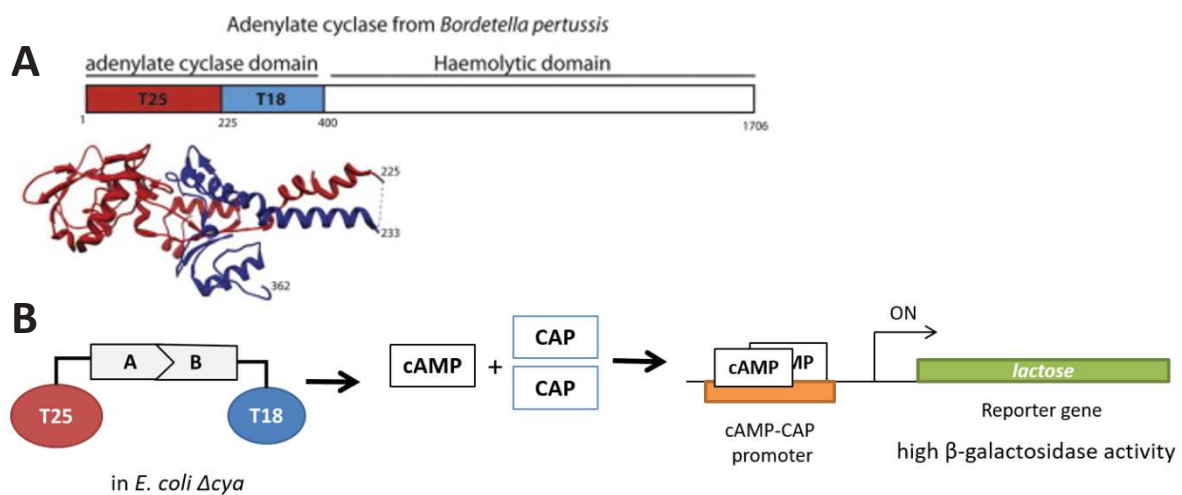 Adenylate cyclase from Bordetella pertussis
A
adenylate cyclase domain
Haemolytic domain
T25
T18
1
225
400
1706
225
233
362
B
A
B
T25
T18
in E. coli Δcya
cAMP
+
CAP
CAP
cAMP
MP
cAMP-CAP
promoter
ON
lactose
Reporter gene
high β-galactosidase activity